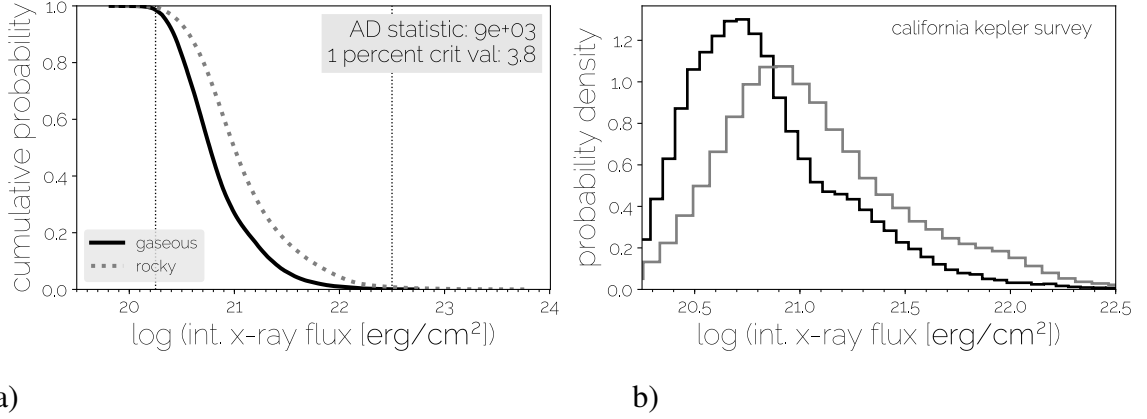 AD statistic: 9e+03
1 percent crit val: 3.8
cumulative probability
1.0
0.8
0.6
0.4
0.2
0.0
gaseous
rocky
20
21
22
23
24
log (int. x-ray flux [erg/cm²])
california kepler survey
probability density
1.2
1.0
0.8
0.6
0.4
0.2
0.0
20.5
21.0
21.5
22.0
22.5
log (int. x-ray flux [erg/cm²])
a)
b)